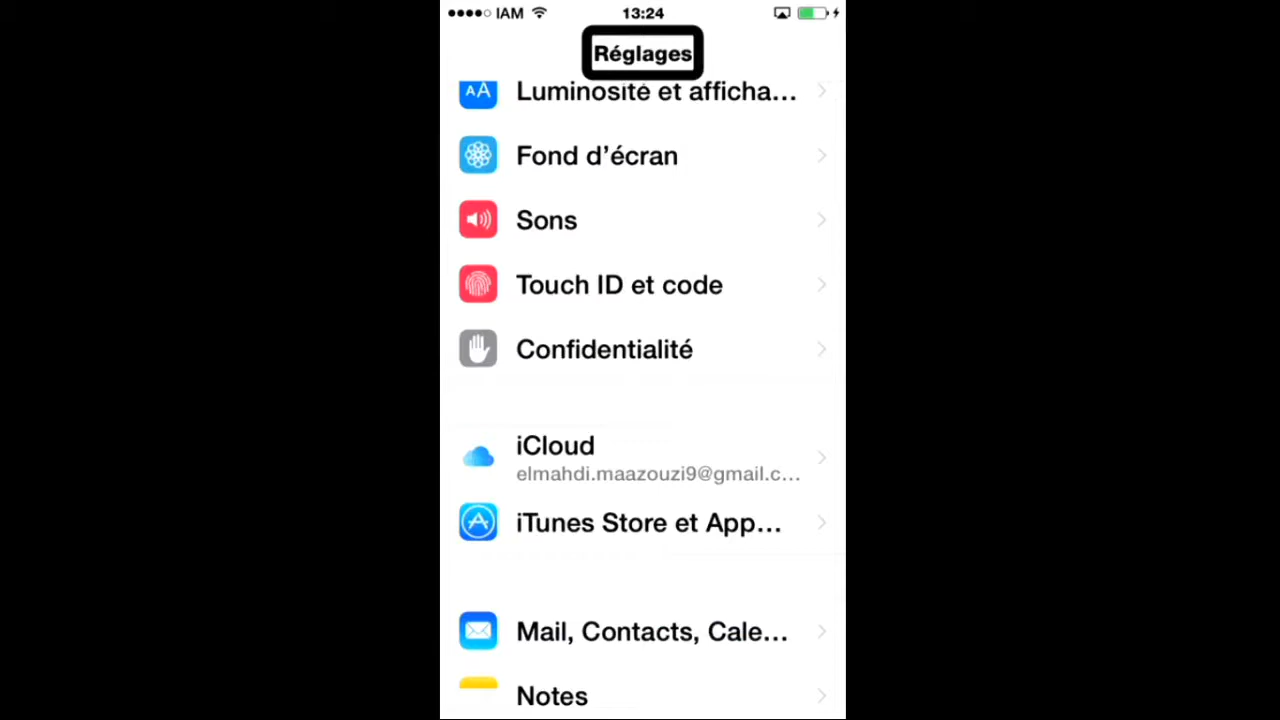 IAM 13:24
Réglages
AA Luminosité et afficha...
Fond d’écran
Sons
Touch ID et code
Confidentialité
iCloud
elmahdi.maazouzi9@gmail.c...
iTunes Store et App...
Mail, Contacts, Cale...
Notes